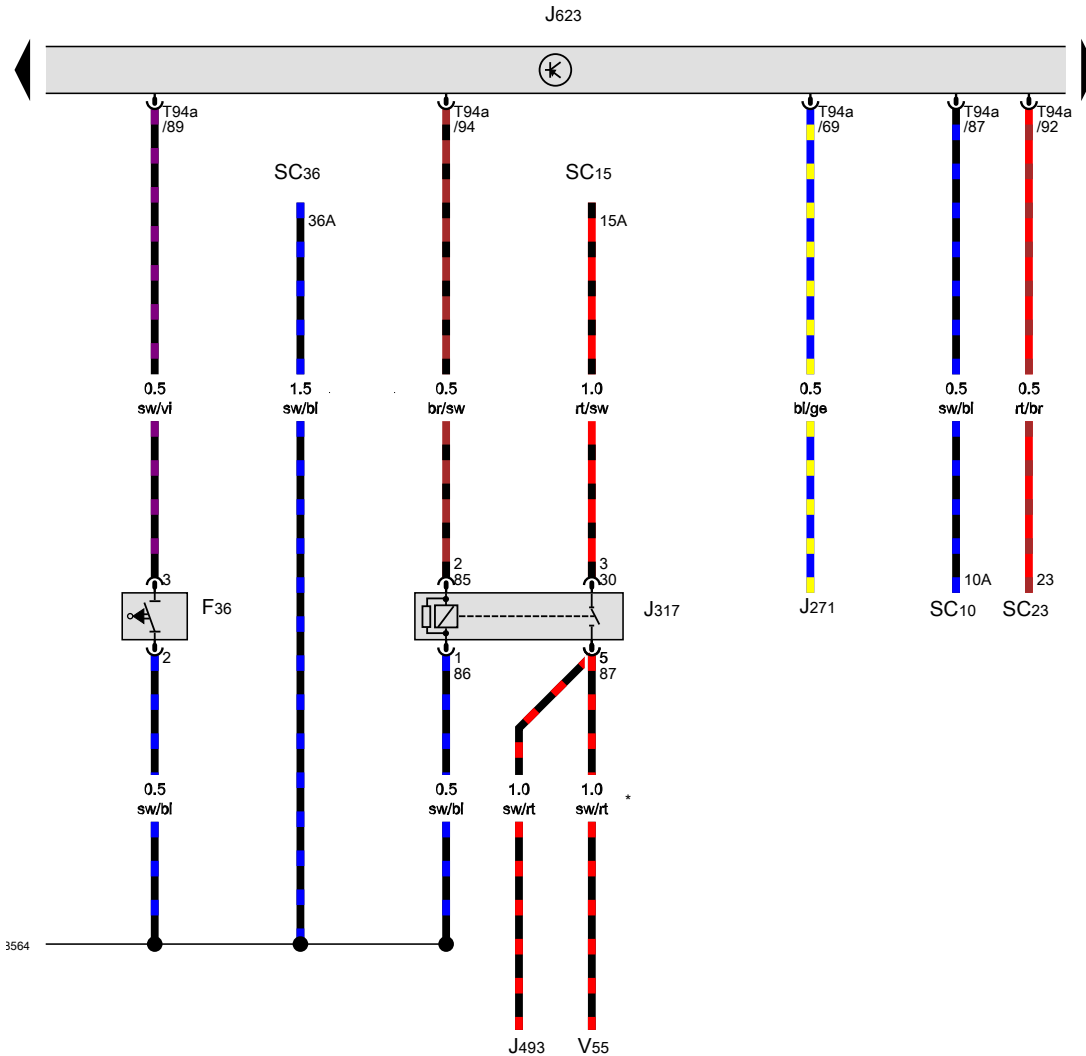 J623
T94a
/89
T94a
/94
T94a
/69
T94a
/87
T94a
/92
SC36
SC15
36A
15A
0.5
sw/vi
1.5
sw/bl
0.5
br/sw
1.0
rt/sw
0.5
bl/ge
0.5
sw/bl
0.5
rt/br
3
2
85
3
30
10A
23
F36
J317
J271
SC10
SC23
2
1
86
5
87
0.5
sw/bl
0.5
sw/bl
1.0
sw/rt
1.0
sw/rt
*
3564
J493
V55